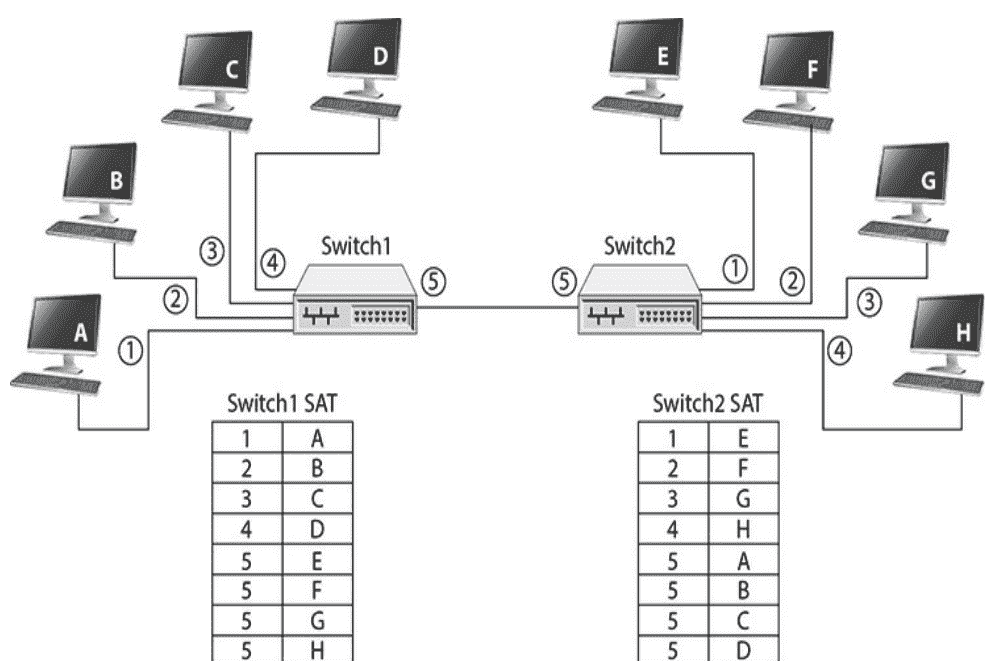 C
D
E
F
B
G
Switch1
Switch2
③
④
⑤
⑤
①
②
②
③
A
H
①
④
Switch1 SAT
1 A
2 B
3 C
4 D
5 E
5 F
5 G
5 H
Switch2 SAT
1 E
2 F
3 G
4 H
5 A
5 B
5 C
5 D